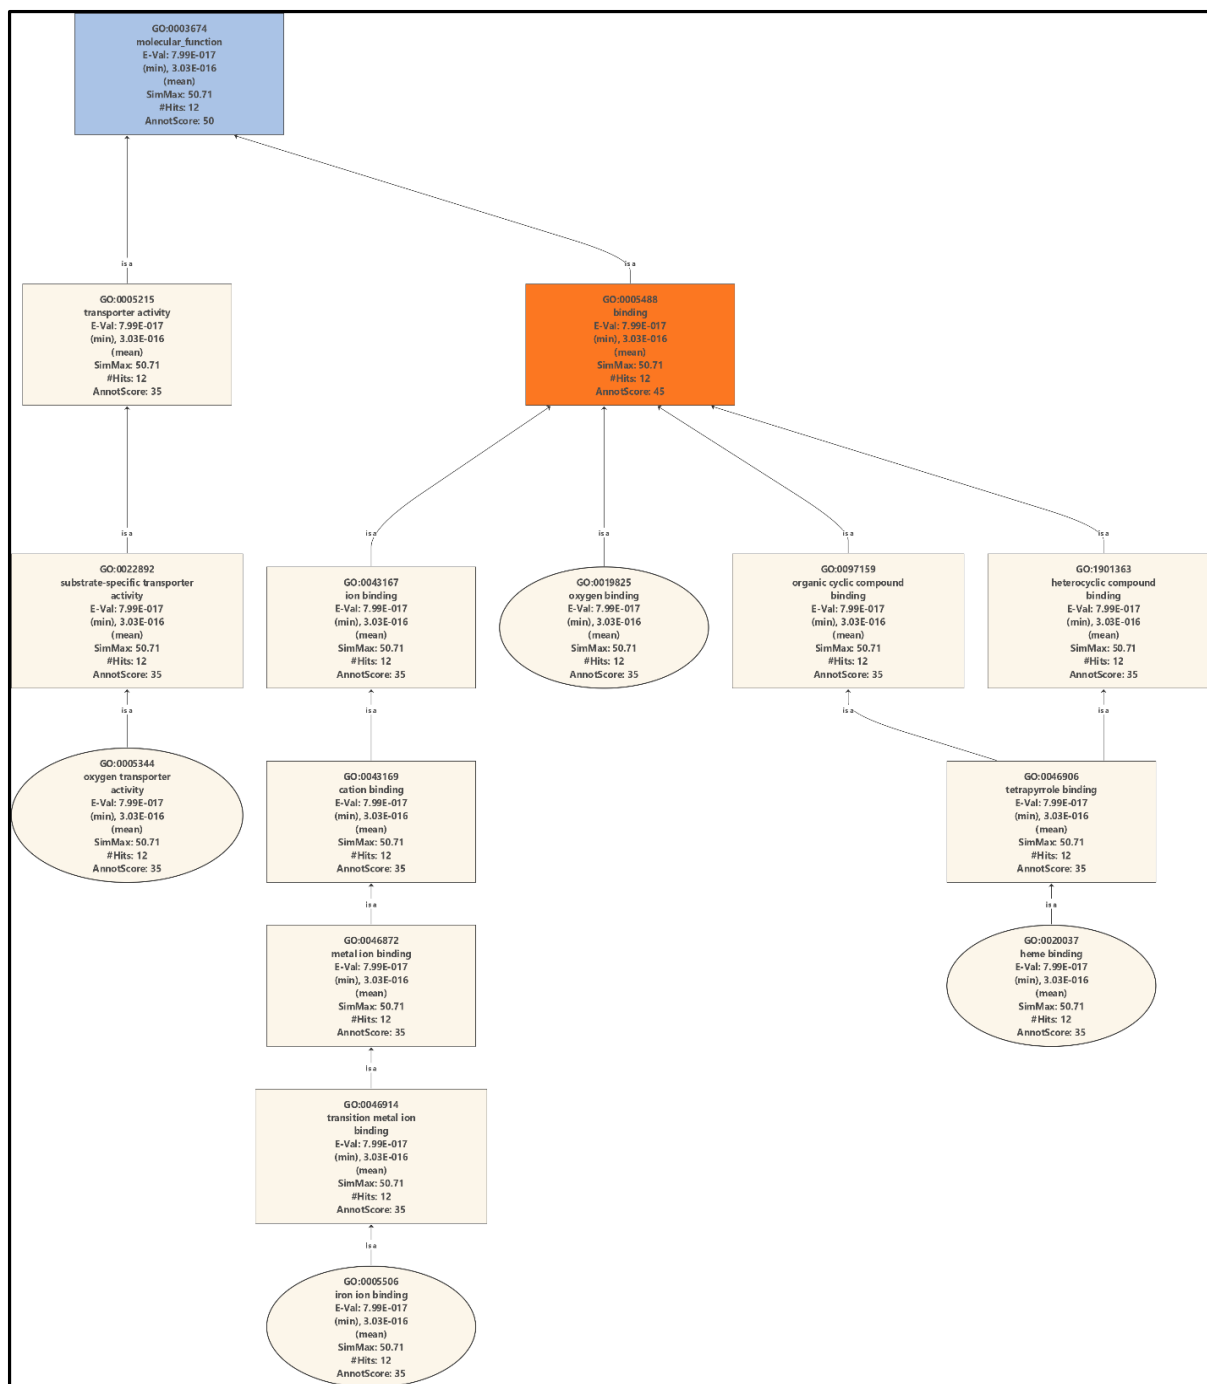 GO:0003674
molecular_function
E-Val: 7.99E-017
(min), 3.03E-016
(mean)
SimMax: 50.71
#Hits: 12
AnnotScore: 50
is a
is a
GO:0005215
transporter activity
E-Val: 7.99E-017
(min), 3.03E-016
(mean)
SimMax: 50.71
#Hits: 12
AnnotScore: 35
GO:0005488
binding
E-Val: 7.99E-017
(min), 3.03E-016
(mean)
SimMax: 50.71
#Hits: 12
AnnotScore: 45
is a
is a
is a
is a
is a
GO:0022892
substrate-specific transporter
activity
E-Val: 7.99E-017
(min), 3.03E-016
(mean)
SimMax: 50.71
#Hits: 12
AnnotScore: 35
GO:0043167
ion binding
E-Val: 7.99E-017
(min), 3.03E-016
(mean)
SimMax: 50.71
#Hits: 12
AnnotScore: 35
GO:0019825
oxygen binding
E-Val: 7.99E-017
(min), 3.03E-016
(mean)
SimMax: 50.71
#Hits: 12
AnnotScore: 35
GO:0097159
organic cyclic compound
binding
E-Val: 7.99E-017
(min), 3.03E-016
(mean)
SimMax: 50.71
#Hits: 12
AnnotScore: 35
GO:1901363
heterocyclic compound
binding
E-Val: 7.99E-017
(min), 3.03E-016
(mean)
SimMax: 50.71
#Hits: 12
AnnotScore: 35
is a
is a
is a
is a
GO:0005344
oxygen transporter
activity
E-Val: 7.99E-017
(min), 3.03E-016
(mean)
SimMax: 50.71
#Hits: 12
AnnotScore: 35
GO:0043169
cation binding
E-Val: 7.99E-017
(min), 3.03E-016
(mean)
SimMax: 50.71
#Hits: 12
AnnotScore: 35
GO:0046906
tetrapyrrole binding
E-Val: 7.99E-017
(min), 3.03E-016
(mean)
SimMax: 50.71
#Hits: 12
AnnotScore: 35
is a
is a
GO:0046872
metal ion binding
E-Val: 7.99E-017
(min), 3.03E-016
(mean)
SimMax: 50.71
#Hits: 12
AnnotScore: 35
GO:0020037
heme binding
E-Val: 7.99E-017
(min), 3.03E-016
(mean)
SimMax: 50.71
#Hits: 12
AnnotScore: 35
is a
GO:0046914
transition metal ion
binding
E-Val: 7.99E-017
(min), 3.03E-016
(mean)
SimMax: 50.71
#Hits: 12
AnnotScore: 35
is a
GO:0005506
iron ion binding
E-Val: 7.99E-017
(min), 3.03E-016
(mean)
SimMax: 50.71
#Hits: 12
AnnotScore: 35